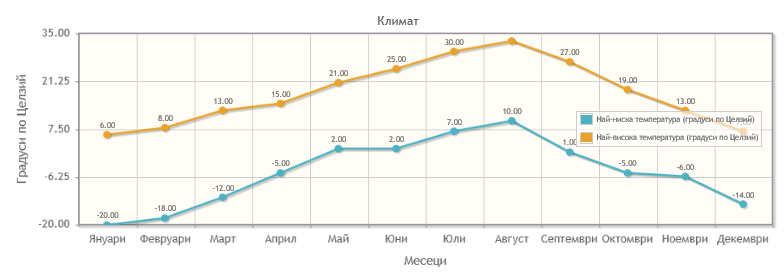 Климат
35.00
21.25
7.50
-6.25
-20.00
Градуси по Целзий
6.00 8.00 13.00 15.00 21.00 25.00 30.00 27.00 19.00 13.00
-20.00 -18.00 -12.00 -5.00 2.00 2.00 7.00 10.00 1.00 -5.00 -6.00 -14.00
Най-ниска температура (градуси по Целзий)
Най-висока температура (градуси по Целзий)
Януари Февруари Март Април Май Юни Юли Август Септември Октомври Ноември Декември
Месеци